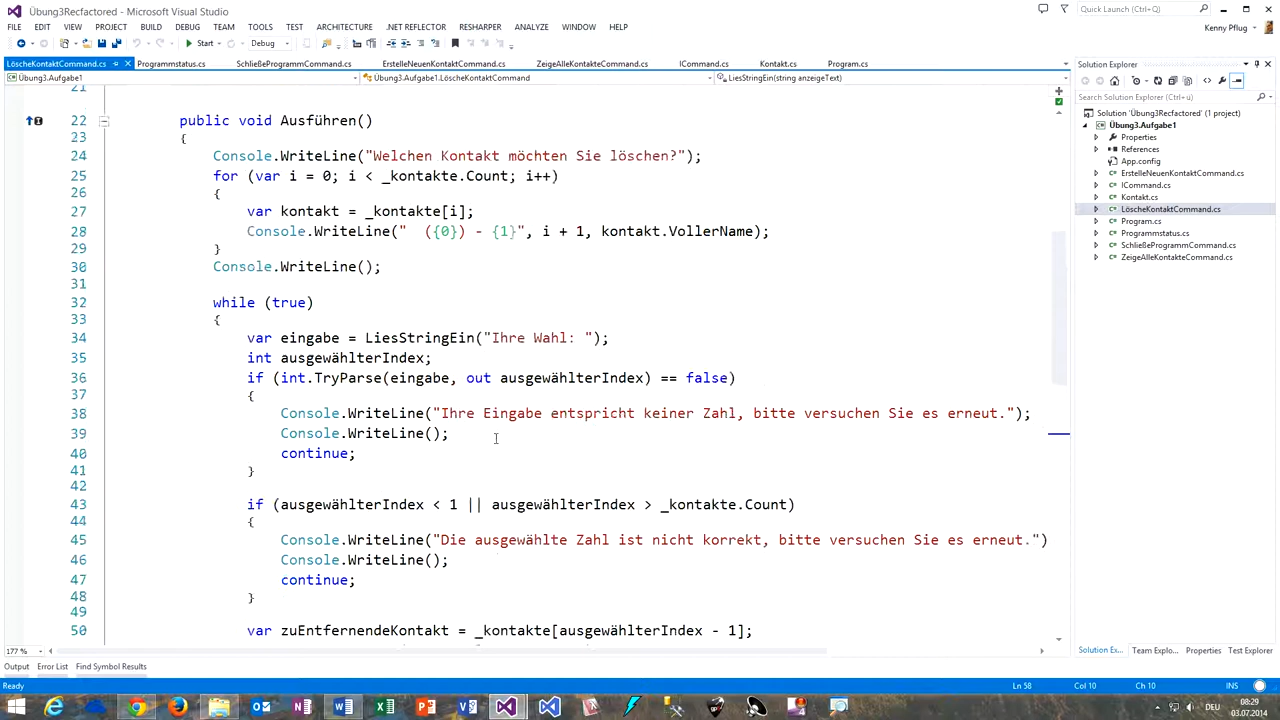 Übung3Recfactored - Microsoft Visual Studio
Quick Launch (Ctrl+Q)
FILE EDIT VIEW PROJECT BUILD DEBUG TEAM TOOLS TEST ARCHITECTURE .NET REFLECTOR RESHARPER ANALYZE WINDOW HELP
Kenny Pflug
Start Debug
LöscheKontaktCommand.cs Programmstatus.cs SchließeProgrammCommand.cs ErstelleNeuenKontaktCommand.cs ZeigeAlleKontakteCommand.cs ICommand.cs Kontakt.cs Program.cs
Übung3.Aufgabe1 Übung3.Aufgabe1.LöscheKontaktCommand LiesStringEin(string anzeigeText)
21
22 public void Ausführen()
23 {
24 Console.WriteLine("Welchen Kontakt möchten Sie löschen?");
25 for (var i = 0; i < _kontakte.Count; i++)
26 {
27 var kontakt = _kontakte[i];
28 Console.WriteLine("  ({0}) - {1}", i + 1, kontakt.VollerName);
29 }
30 Console.WriteLine();
31
32 while (true)
33 {
34 var eingabe = LiesStringEin("Ihre Wahl: ");
35 int ausgewählterIndex;
36 if (int.TryParse(eingabe, out ausgewählterIndex) == false)
37 {
38 Console.WriteLine("Ihre Eingabe entspricht keiner Zahl, bitte versuchen Sie es erneut.");
39 Console.WriteLine();
40 continue;
41 }
42
43 if (ausgewählterIndex < 1 || ausgewählterIndex > _kontakte.Count)
44 {
45 Console.WriteLine("Die ausgewählte Zahl ist nicht korrekt, bitte versuchen Sie es erneut.")
46 Console.WriteLine();
47 continue;
48 }
49
50 var zuEntfernendeKontakt = _kontakte[ausgewählterIndex - 1];
177 %
Solution Explorer
Search Solution Explorer (Ctrl+ü)
Solution 'Übung3Recfactored' (1 project)
Übung3.Aufgabe1
Properties
References
App.config
ErstelleNeuenKontaktCommand.cs
ICommand.cs
Kontakt.cs
LöscheKontaktCommand.cs
Program.cs
Programmstatus.cs
SchließeProgrammCommand.cs
ZeigeAlleKontakteCommand.cs
Solution Ex... Team Explo... Properties Test Explorer
Output Error List Find Symbol Results
Ready Ln 58 Col 10 Ch 10 INS
DEU
08:29
03.07.2014